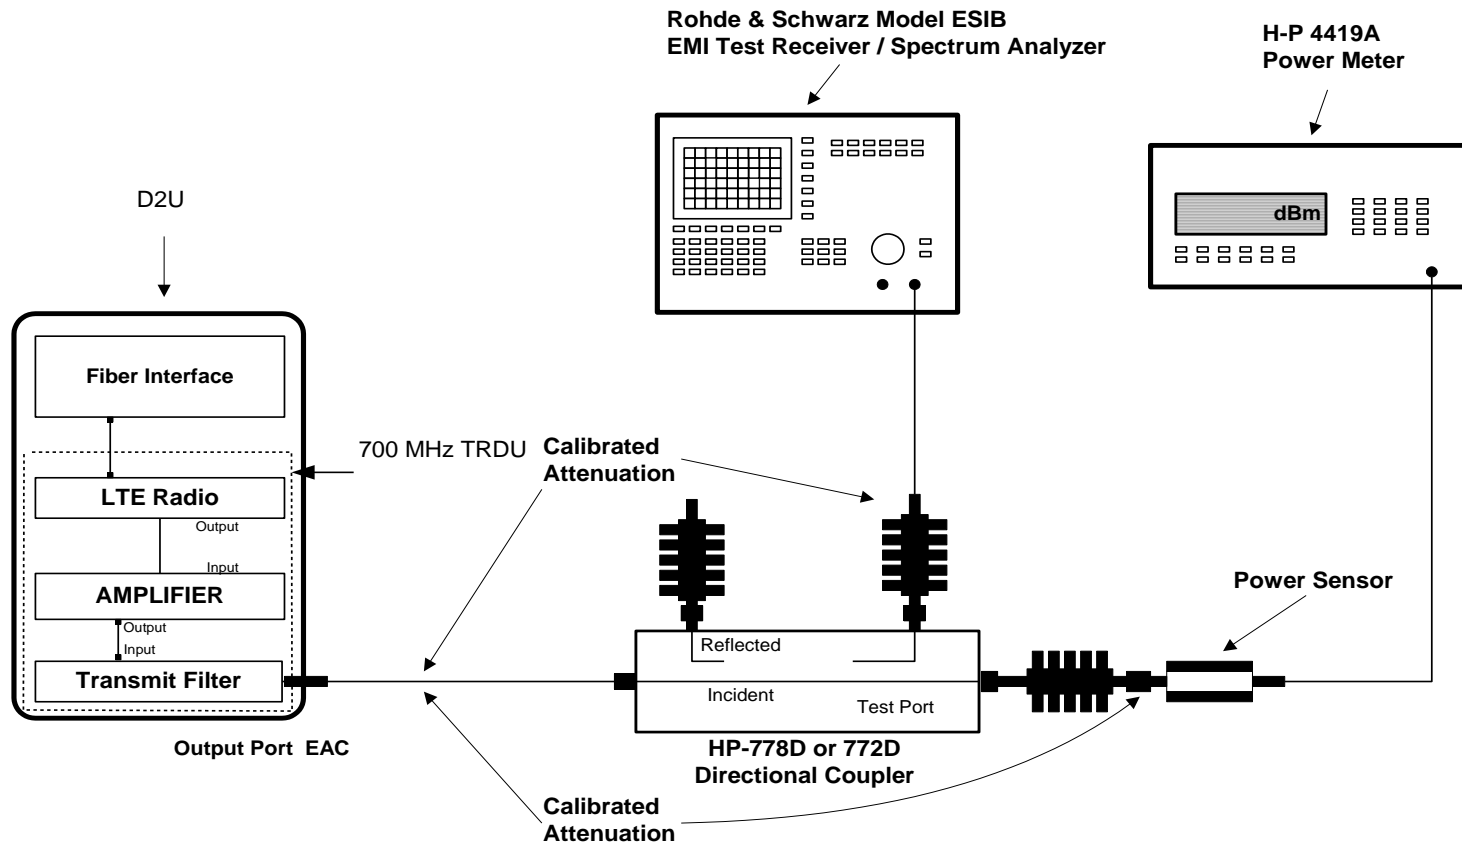 Rohde & Schwarz Model ESIB
EMI Test Receiver / Spectrum Analyzer
H-P 4419A
Power Meter
dBm
D2U
Fiber Interface
700 MHz TRDU
Calibrated
Attenuation
LTE Radio
Output
Input
AMPLIFIER
Output
Input
Transmit Filter
Output Port  EAC
Reflected
Incident
Test Port
HP-778D or 772D
Directional Coupler
Power Sensor
Calibrated
Attenuation